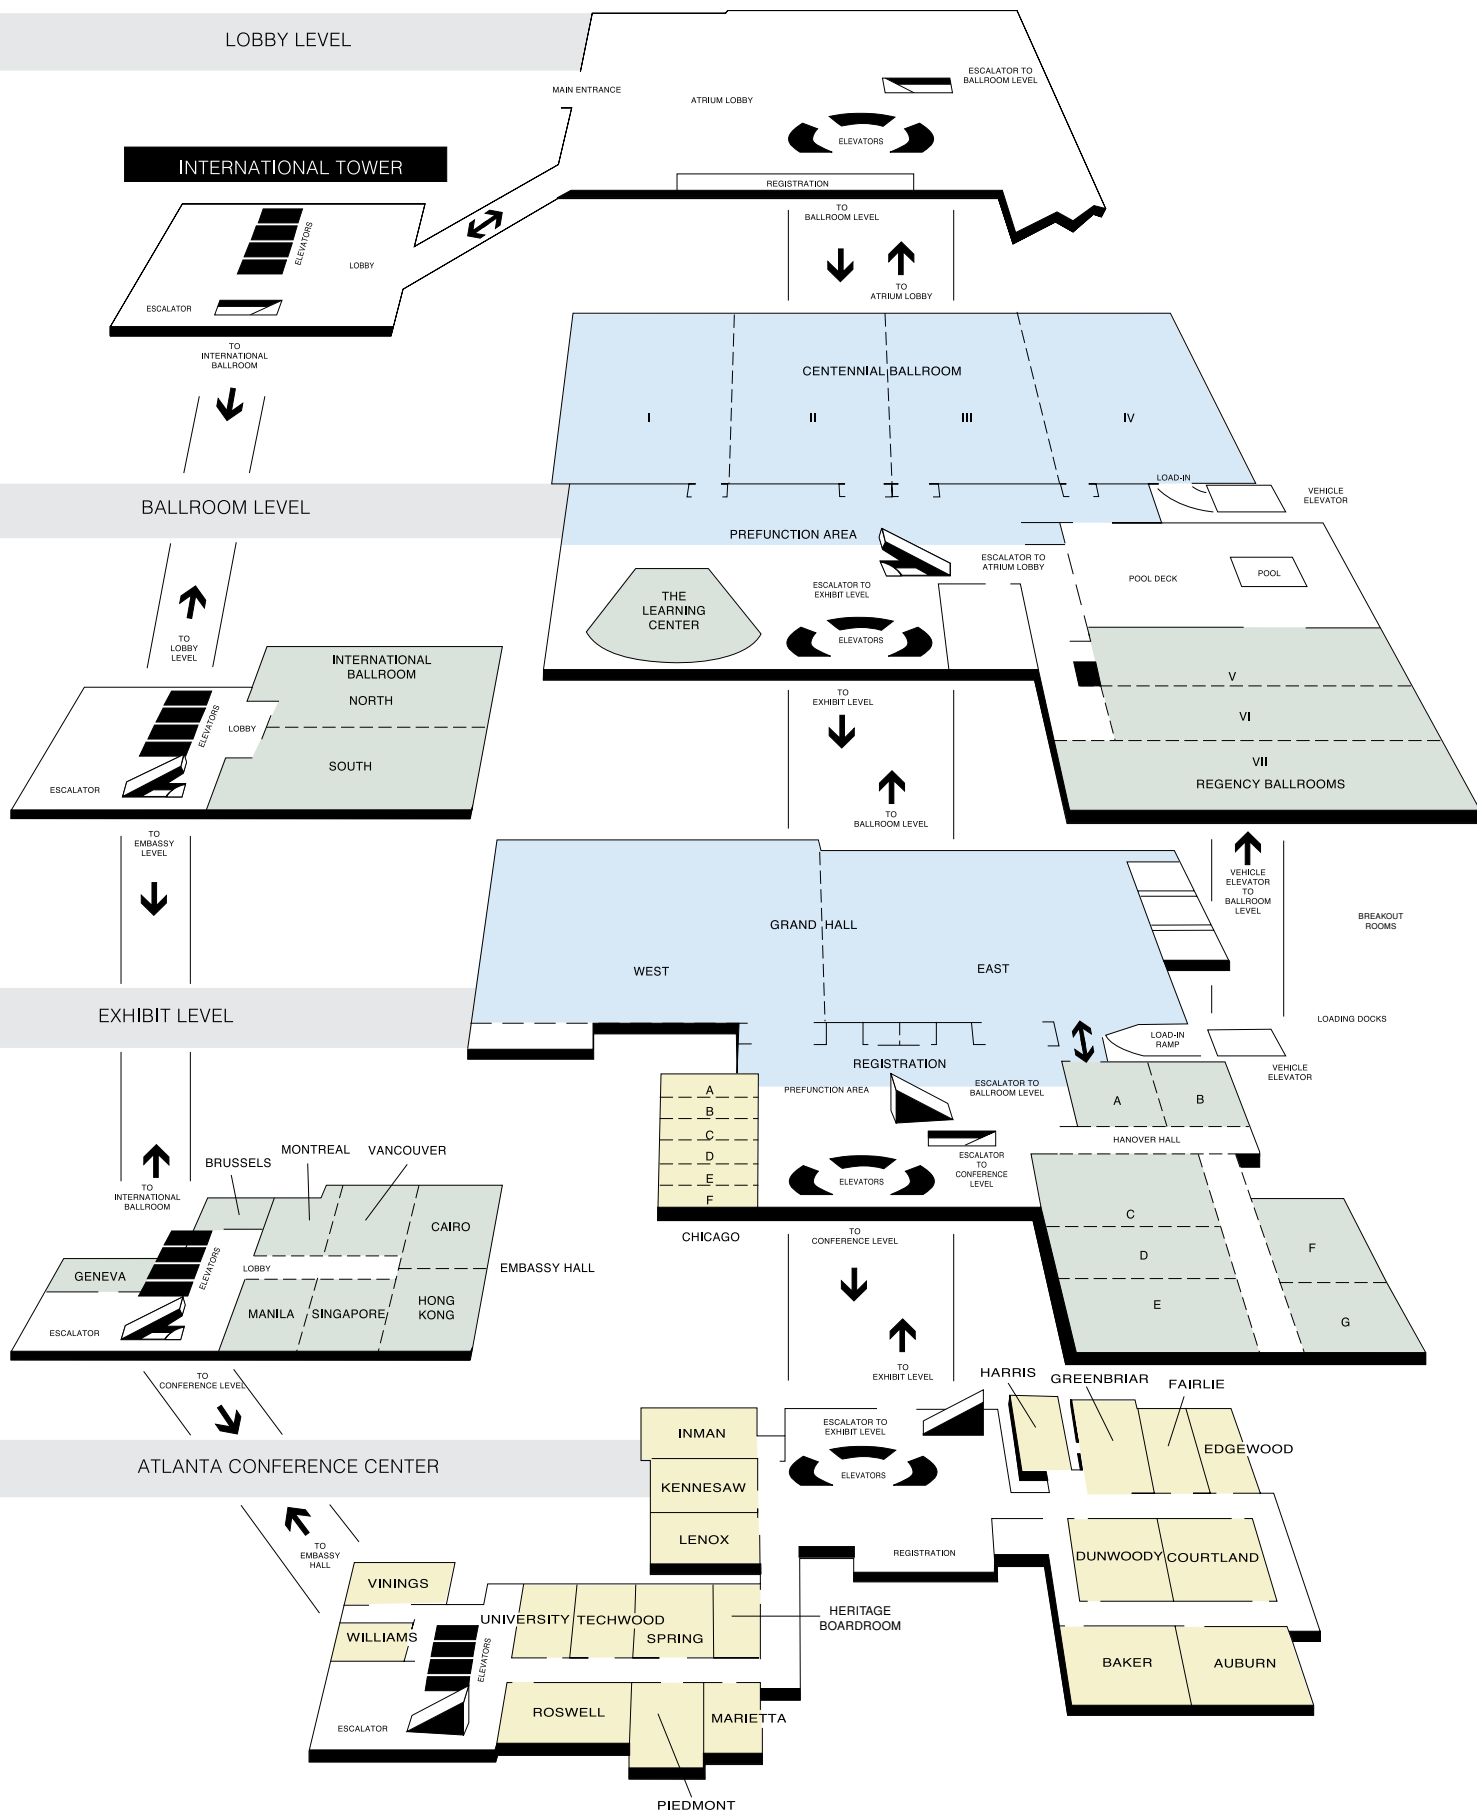 LOBBY LEVEL
MAIN ENTRANCE
ATRIUM LOBBY
ESCALATOR TO
BALLROOM LEVEL
ELEVATORS
REGISTRATION
INTERNATIONAL TOWER
ELEVATORS
LOBBY
ESCALATOR
TO
BALLROOM LEVEL
TO
ATRIUM LOBBY
TO
INTERNATIONAL
BALLROOM
CENTENNIAL BALLROOM
I
II
III
IV
LOAD-IN
VEHICLE
ELEVATOR
BALLROOM LEVEL
PREFUNCTION AREA
ESCALATOR TO
ATRIUM LOBBY
ESCALATOR TO
EXHIBIT LEVEL
POOL DECK
POOL
THE
LEARNING
CENTER
ELEVATORS
TO
LOBBY
LEVEL
INTERNATIONAL
BALLROOM
NORTH
SOUTH
ELEVATORS
LOBBY
ESCALATOR
V
VI
VII
REGENCY BALLROOMS
TO
EXHIBIT LEVEL
TO
BALLROOM LEVEL
TO
EMBASSY
LEVEL
VEHICLE
ELEVATOR
TO
BALLROOM
LEVEL
BREAKOUT
ROOMS
GRAND HALL
WEST
EAST
EXHIBIT LEVEL
LOADING DOCKS
LOAD-IN
RAMP
VEHICLE
ELEVATOR
REGISTRATION
PREFUNCTION AREA
ESCALATOR TO
BALLROOM LEVEL
A
B
C
D
E
F
CHICAGO
A
B
HANOVER HALL
ESCALATOR
TO
CONFERENCE
LEVEL
ELEVATORS
C
D
E
F
G
TO
INTERNATIONAL
BALLROOM
BRUSSELS
MONTREAL
VANCOUVER
CAIRO
EMBASSY HALL
GENEVA
ELEVATORS
LOBBY
MANILA
SINGAPORE
HONG
KONG
ESCALATOR
TO
CONFERENCE LEVEL
TO
EXHIBIT LEVEL
TO
CONFERENCE LEVEL
HARRIS
GREENBRIAR
FAIRLIE
EDGEWOOD
ATLANTA CONFERENCE CENTER
INMAN
KENNESAW
LENOX
ESCALATOR TO
EXHIBIT LEVEL
ELEVATORS
REGISTRATION
DUNWOODY
COURTLAND
BAKER
AUBURN
TO
EMBASSY
HALL
VININGS
WILLIAMS
UNIVERSITY
TECHWOOD
SPRING
HERITAGE
BOARDROOM
ELEVATORS
ESCALATOR
ROSWELL
MARIETTA
PIEDMONT